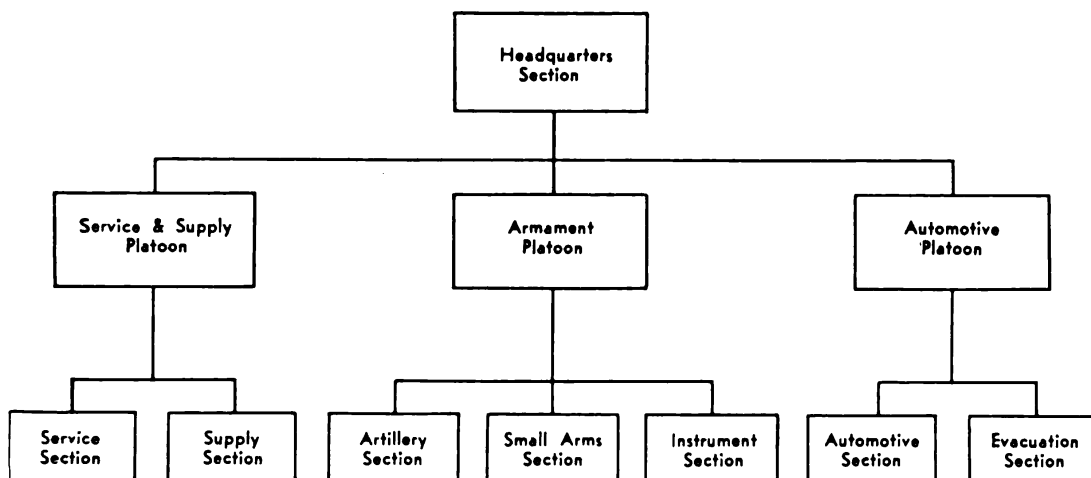 Headquarters
Section
Service & Supply
Platoon
Armament
Platoon
Automotive
Platoon
Service
Section
Supply
Section
Artillery
Section
Small Arms
Section
Instrument
Section
Automotive
Section
Evacuation
Section